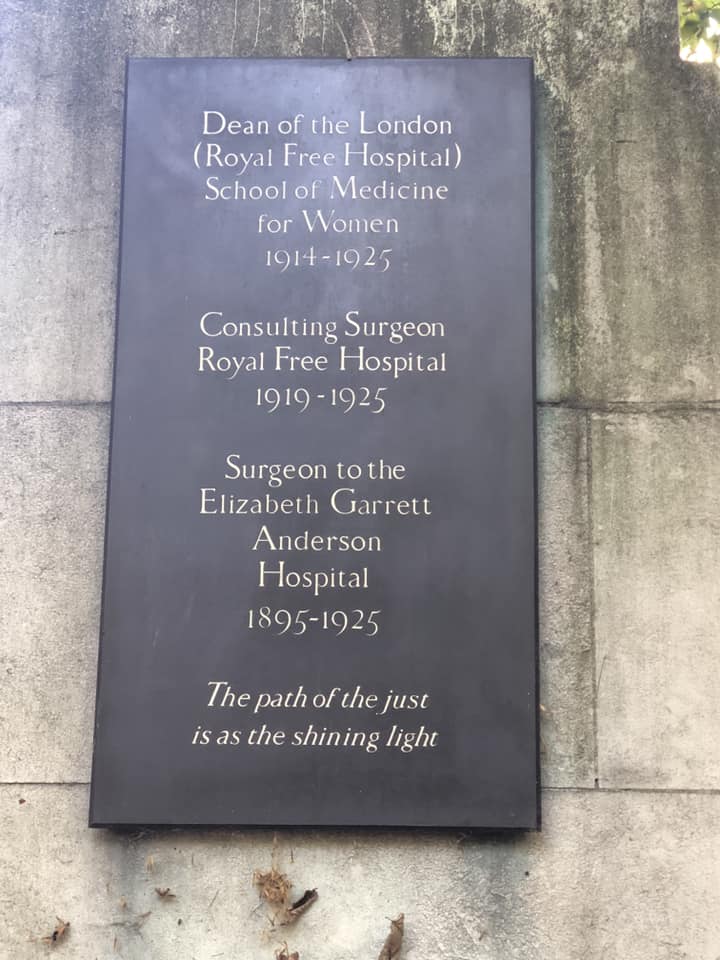 Dean of the London
(Royal Free Hospital)
School of Medicine
for Women
1914-1925
Consulting Surgeon
Royal Free Hospital
1919-1925
Surgeon to the
Elizabeth Garrett
Anderson
Hospital
1895-1925
The path of the just
is as the shining light